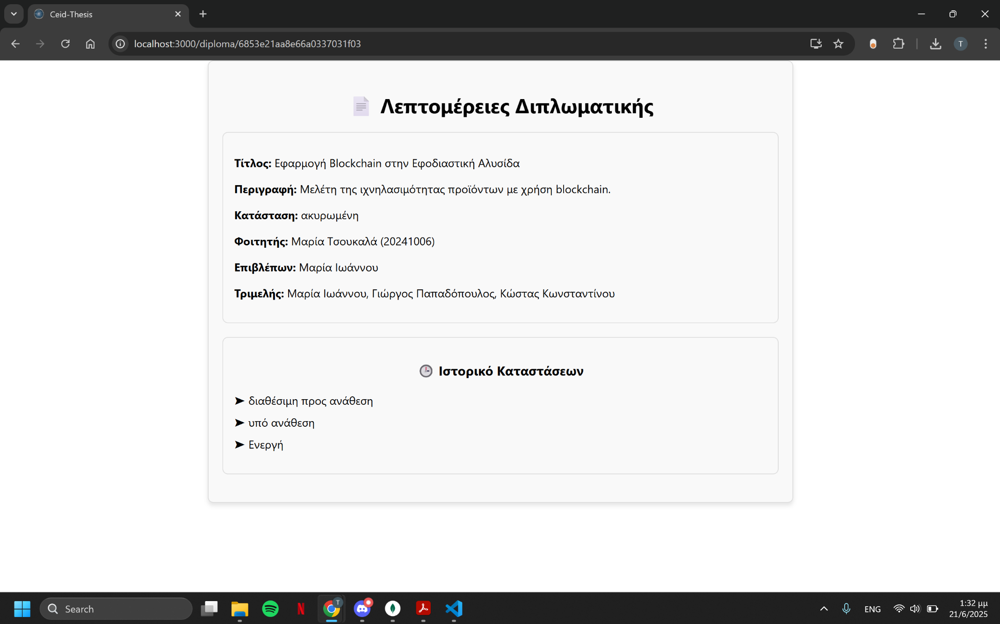 Ceid-Thesis
localhost:3000/diploma/6853e21aa8e66a0337031f03
T
Λεπτομέρειες Διπλωματικής
Τίτλος: Εφαρμογή Blockchain στην Εφοδιαστική Αλυσίδα
Περιγραφή: Μελέτη της ιχνηλασιμότητας προϊόντων με χρήση blockchain.
Κατάσταση: ακυρωμένη
Φοιτητής: Μαρία Τσουκαλά (20241006)
Επιβλέπων: Μαρία Ιωάννου
Τριμελής: Μαρία Ιωάννου, Γιώργος Παπαδόπουλος, Κώστας Κωνσταντίνου
Ιστορικό Καταστάσεων
➤ διαθέσιμη προς ανάθεση
➤ υπό ανάθεση
➤ Ενεργή
Search
N
T
ENG
1:32 μμ
21/6/2025